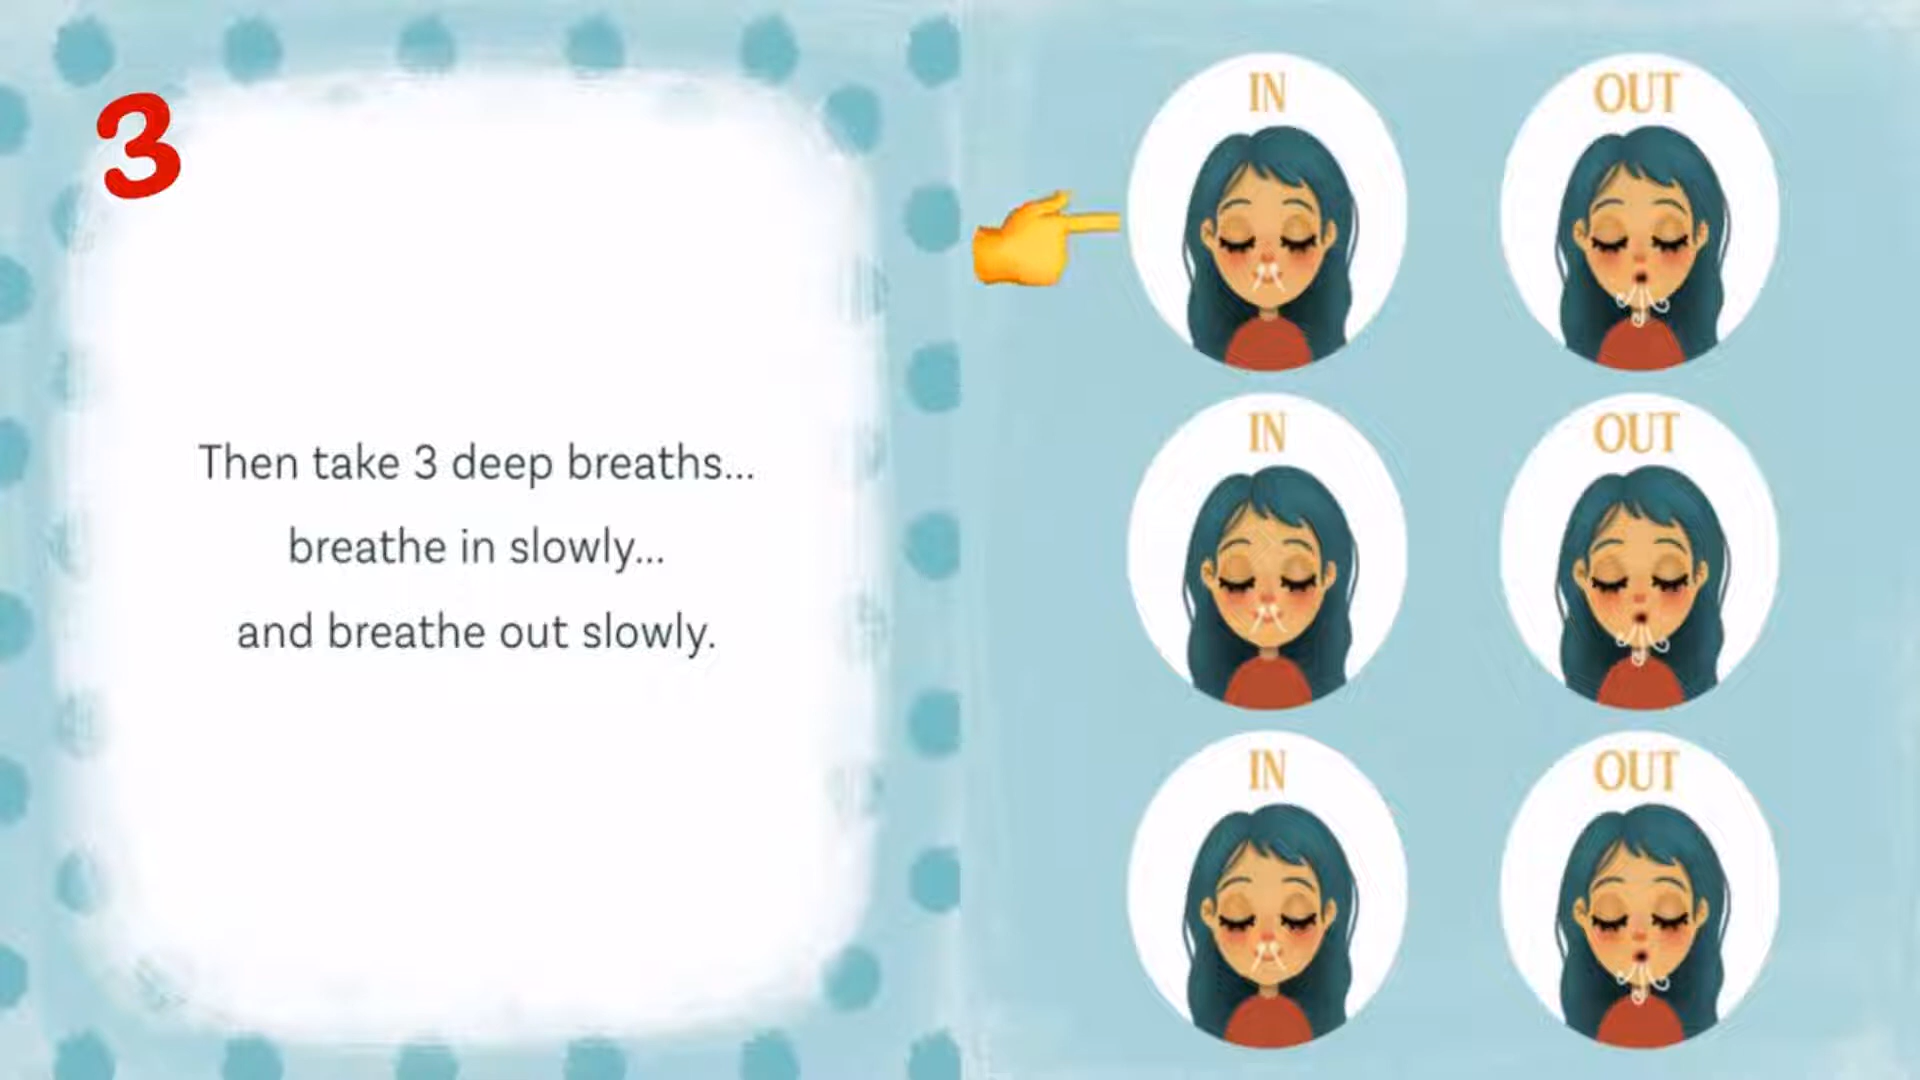 3
Then take 3 deep breaths...
breathe in slowly...
and breathe out slowly.
IN
OUT
IN
OUT
IN
OUT